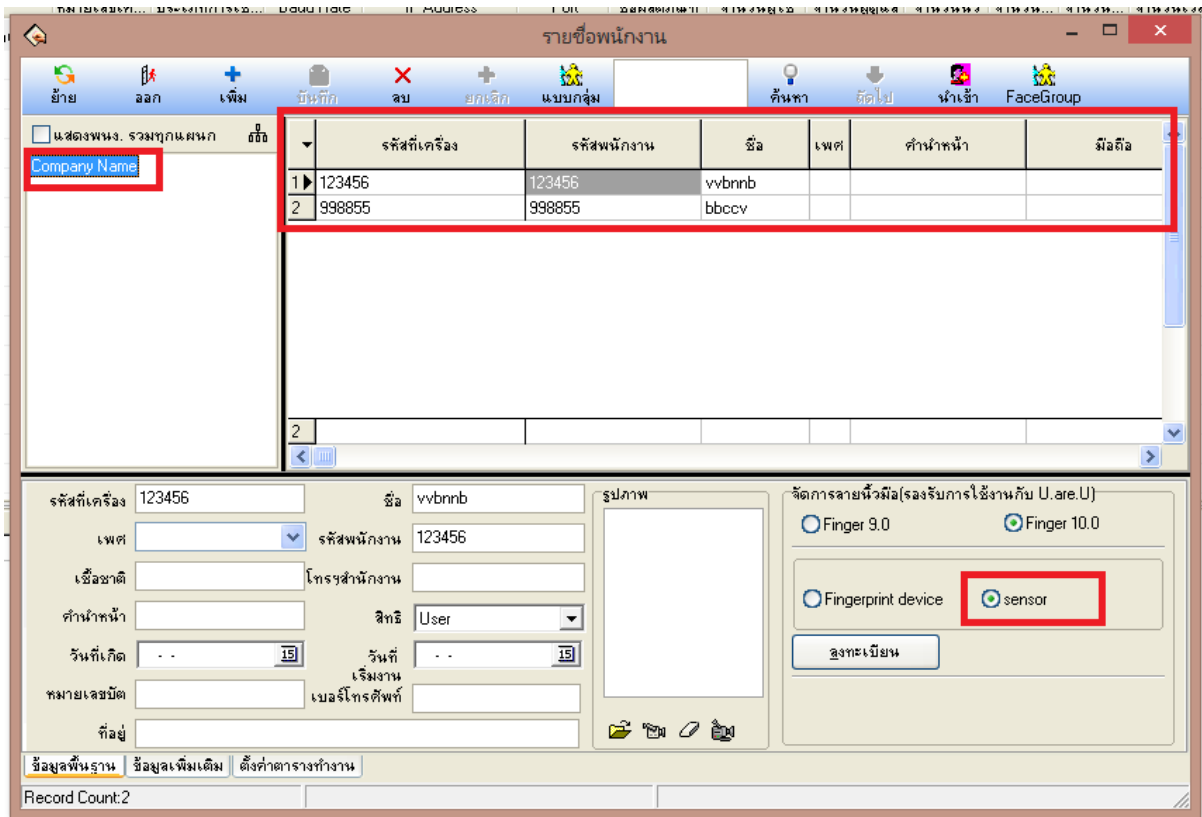 รายชื่อพนักงาน
ย้าย ออก เพิ่ม บันทึก ลบ ยกเลิก แบบกลุ่ม ค้นหา ถัดไป นำเข้า FaceGroup
แสดงพนง. รวมทุกแผนก
Company Name
รหัสที่เครื่อง รหัสพนักงาน ชื่อ เพศ คำนำหน้า มือถือ
1 123456 123456 vvbnnb
2 998855 998855 bbccv
2
รหัสที่เครื่อง 123456 ชื่อ vvbnnb
เพศ รหัสพนักงาน 123456
เชื้อชาติ โทรฯสำนักงาน
คำนำหน้า สิทธิ User
วันที่เกิด - - 15 วันที่เริ่มงาน - - 15
หมายเลขบัต เบอร์โทรศัพท์
ที่อยู่
รูปภาพ
จัดการลายนิ้วมือ(รองรับการใช้งานกับ U.are.U)
Finger 9.0 Finger 10.0
Fingerprint device sensor
ลงทะเบียน
ข้อมูลพื้นฐาน ข้อมูลเพิ่มเติม ตั้งค่าตารางทำงาน
Record Count:2